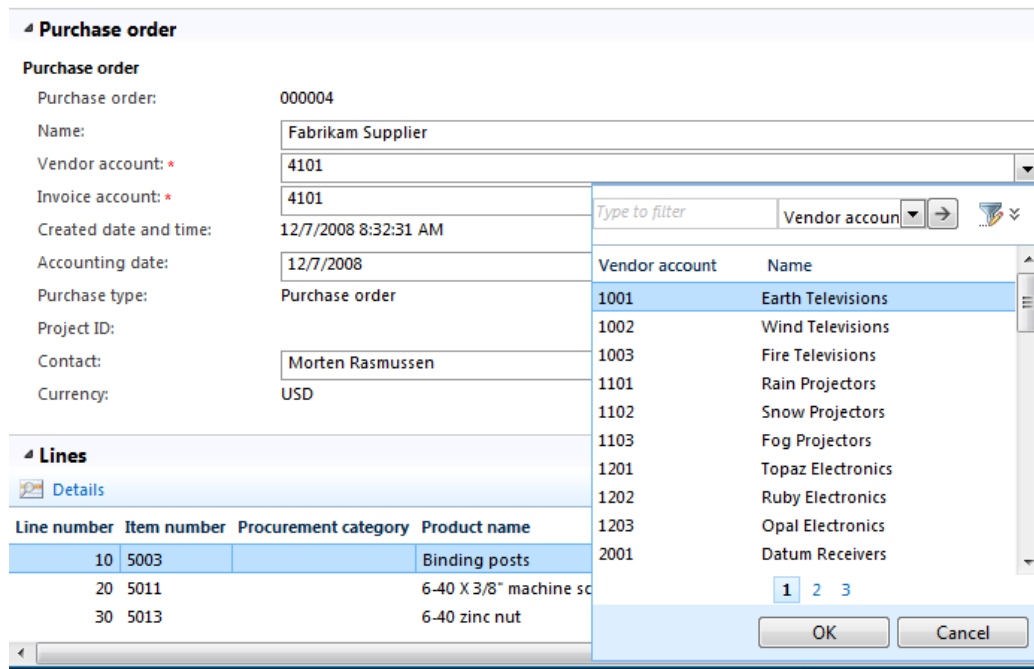 Purchase order
Purchase order
Purchase order: 000004
Name: Fabrikam Supplier
Vendor account: * 4101
Invoice account: * 4101
Created date and time: 12/7/2008 8:32:31 AM
Accounting date: 12/7/2008
Purchase type: Purchase order
Project ID:
Contact: Morten Rasmussen
Currency: USD
Type to filter Vendor accoun
Vendor account Name
1001 Earth Televisions
1002 Wind Televisions
1003 Fire Televisions
1101 Rain Projectors
1102 Snow Projectors
1103 Fog Projectors
1201 Topaz Electronics
1202 Ruby Electronics
1203 Opal Electronics
2001 Datum Receivers
1 2 3
OK Cancel
Lines
Details
Line number Item number Procurement category Product name
10 5003 Binding posts
20 5011 6-40 X 3/8" machine sc
30 5013 6-40 zinc nut